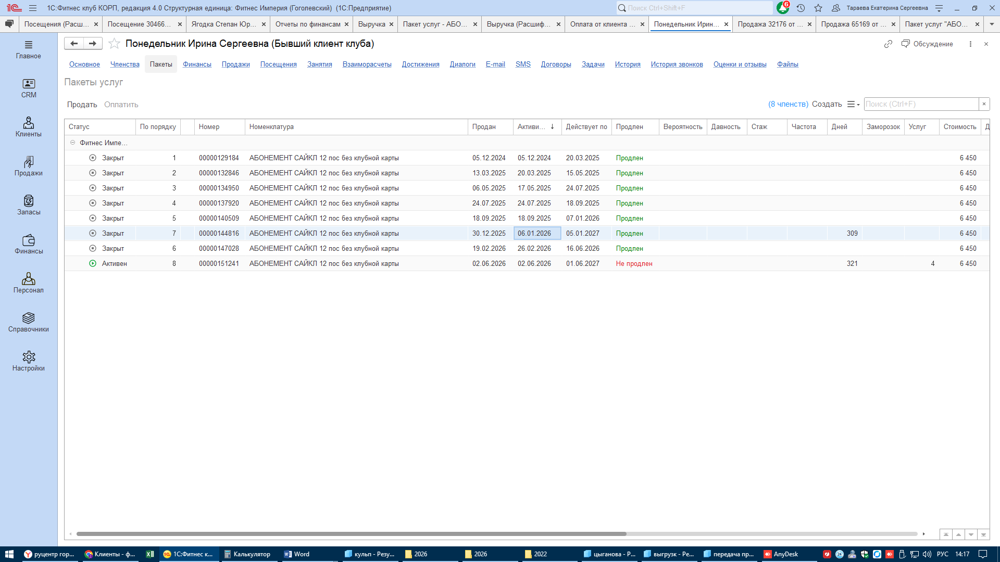 1С:Фитнес клуб КОРП, редакция 4.0 Структурная единица: Фитнес Империя (Гоголевский) (1С:Предприятие)
Поиск Ctrl+Shift+F
6
Тараева Екатерина Сергеевна
Посещения (Расш...
Посещение 30466...
Ягодка Степан Юр...
Отчеты по финансам
Выручка
Пакет услуг - АБО...
Выручка (Расшиф...
Оплата от клиента ...
Понедельник Ирин...
Продажа 32176 от ...
Продажа 65169 от ...
Пакет услуг "АБО...
Главное
CRM
Клиенты
Продажи
Запасы
Финансы
Персонал
Справочники
Настройки
Понедельник Ирина Сергеевна (Бывший клиент клуба)
Обсуждение
Основное Членства Пакеты Финансы Продажи Посещения Занятия Взаиморасчеты Достижения Диалоги E-mail SMS Договоры Задачи История История звонков Оценки и отзывы Файлы
Пакеты услуг
Продать Оплатить
(8 членств) Создать
Поиск (Ctrl+F)
Статус По порядку Номер Номенклатура Продан Активи... Действует по Продлен Вероятность Давность Стаж Частота Дней Заморозок Услуг Стоимость Д
Фитнес Импе...
Закрыт 1 00000129184 АБОНЕМЕНТ САЙКЛ 12 пос без клубной карты 05.12.2024 05.12.2024 20.03.2025 Продлен 6 450
Закрыт 2 00000132846 АБОНЕМЕНТ САЙКЛ 12 пос без клубной карты 13.03.2025 20.03.2025 15.05.2025 Продлен 6 450
Закрыт 3 00000134950 АБОНЕМЕНТ САЙКЛ 12 пос без клубной карты 06.05.2025 17.05.2025 24.07.2025 Продлен 6 450
Закрыт 4 00000137920 АБОНЕМЕНТ САЙКЛ 12 пос без клубной карты 24.07.2025 24.07.2025 18.09.2025 Продлен 6 450
Закрыт 5 00000140509 АБОНЕМЕНТ САЙКЛ 12 пос без клубной карты 18.09.2025 18.09.2025 07.01.2026 Продлен 6 450
Закрыт 7 00000144816 АБОНЕМЕНТ САЙКЛ 12 пос без клубной карты 30.12.2025 06.01.2026 05.01.2027 Продлен 309 6 450
Закрыт 6 00000147028 АБОНЕМЕНТ САЙКЛ 12 пос без клубной карты 19.02.2026 26.02.2026 16.06.2026 Продлен 6 450
Активен 8 00000151241 АБОНЕМЕНТ САЙКЛ 12 пос без клубной карты 02.06.2026 02.06.2026 01.06.2027 Не продлен 321 4 6 450
руцентр гор...
Клиенты - ф...
1С:Фитнес к...
Калькулятор
Word
кульп - Резу...
2026
2026
2022
цыганова - Р...
выгрузк - Ре...
передача пр...
AnyDesk
РУС
14:17